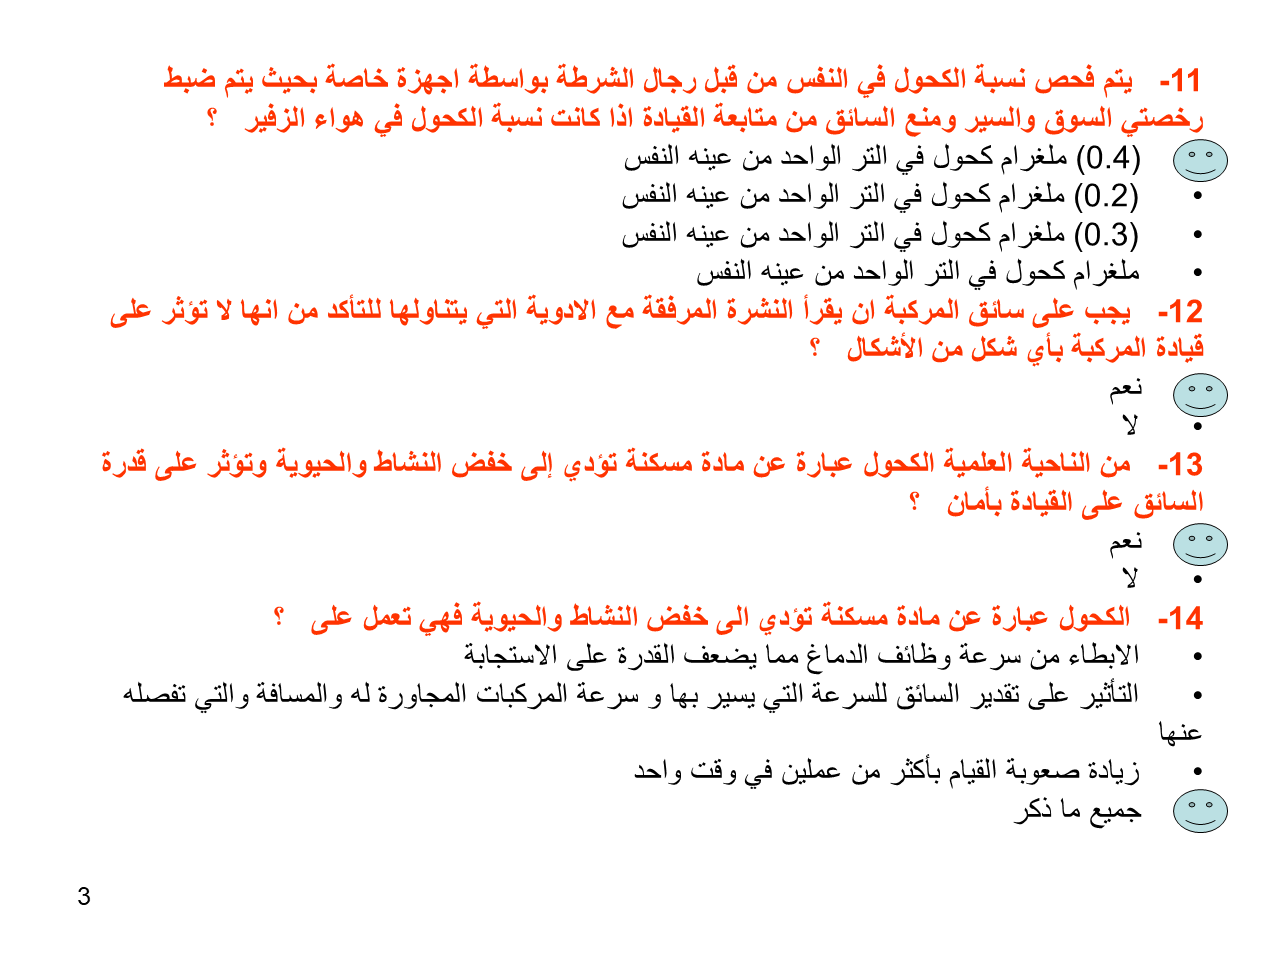 11- يتم فحص نسبة الكحول في النفس من قبل رجال الشرطة بواسطة اجهزة خاصة بحيث يتم ضبط
رخصتي السوق والسير ومنع السائق من متابعة القيادة اذا كانت نسبة الكحول في هواء الزفير ؟
(0.4) ملغرام كحول في التر الواحد من عينه النفس
• (0.2) ملغرام كحول في التر الواحد من عينه النفس
• (0.3) ملغرام كحول في التر الواحد من عينه النفس
• ملغرام كحول في التر الواحد من عينه النفس
12- يجب على سائق المركبة ان يقرأ النشرة المرفقة مع الادوية التي يتناولها للتأكد من انها لا تؤثر على
قيادة المركبة بأي شكل من الأشكال ؟
نعم
• لا
13- من الناحية العلمية الكحول عبارة عن مادة مسكنة تؤدي إلى خفض النشاط والحيوية وتؤثر على قدرة
السائق على القيادة بأمان ؟
نعم
• لا
14- الكحول عبارة عن مادة مسكنة تؤدي الى خفض النشاط والحيوية فهي تعمل على ؟
• الابطاء من سرعة وظائف الدماغ مما يضعف القدرة على الاستجابة
• التأثير على تقدير السائق للسرعة التي يسير بها و سرعة المركبات المجاورة له والمسافة والتي تفصله
عنها
• زيادة صعوبة القيام بأكثر من عملين في وقت واحد
جميع ما ذكر
3